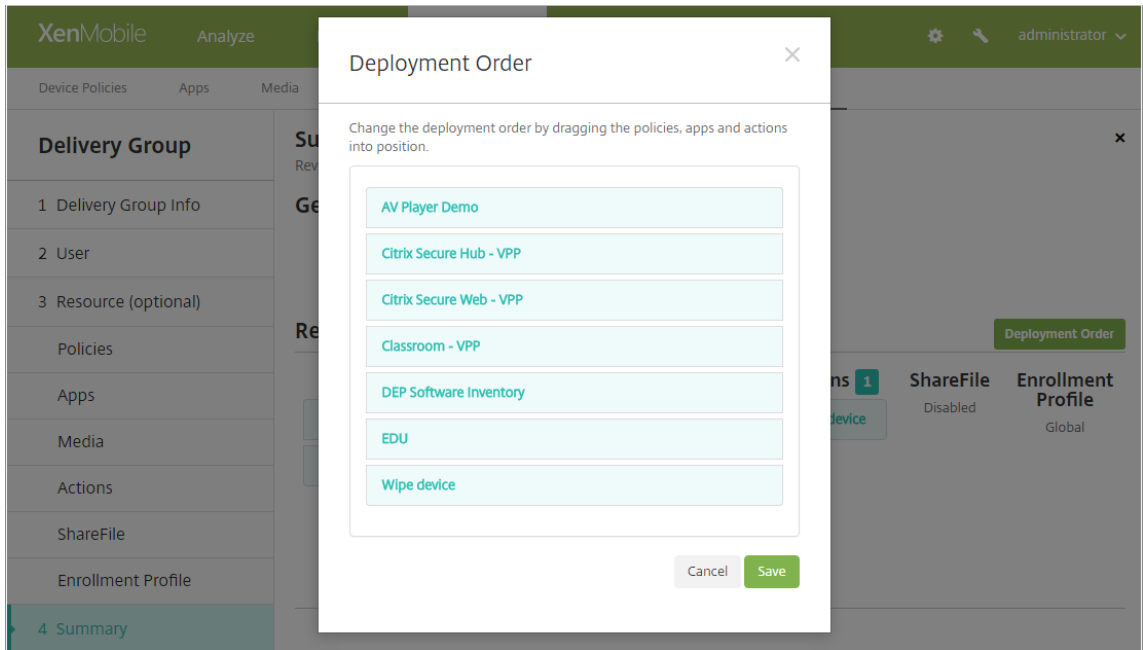 XenMobile
Analyze
administrator
Device Policies
Apps
Media
Delivery Group
1 Delivery Group Info
2 User
3 Resource (optional)
Policies
Apps
Media
Actions
ShareFile
Enrollment Profile
4 Summary
Deployment Order
Change the deployment order by dragging the policies, apps and actions
into position.
AV Player Demo
Citrix Secure Hub - VPP
Citrix Secure Web - VPP
Classroom - VPP
DEP Software Inventory
EDU
Wipe device
Cancel
Save
Deployment Order
1
device
ShareFile
Disabled
Enrollment
Profile
Global